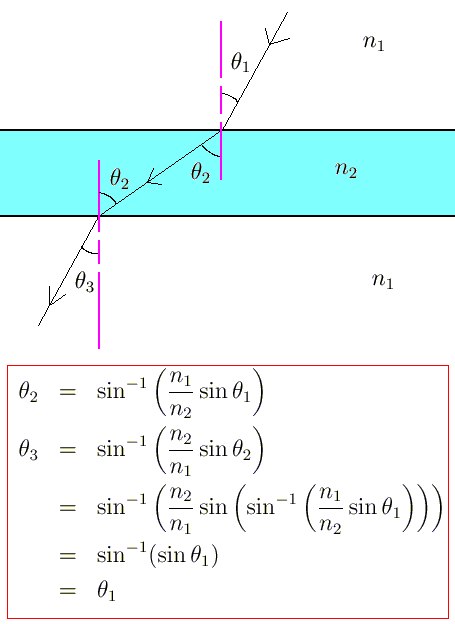 θ₁
n₁
θ₂
θ₂
n₂
θ₃
n₁
θ₂ = sin⁻¹ (n₁/n₂ sin θ₁)
θ₃ = sin⁻¹ (n₂/n₁ sin θ₂)
= sin⁻¹ (n₂/n₁ sin (sin⁻¹ (n₁/n₂ sin θ₁)))
= sin⁻¹(sin θ₁)
= θ₁